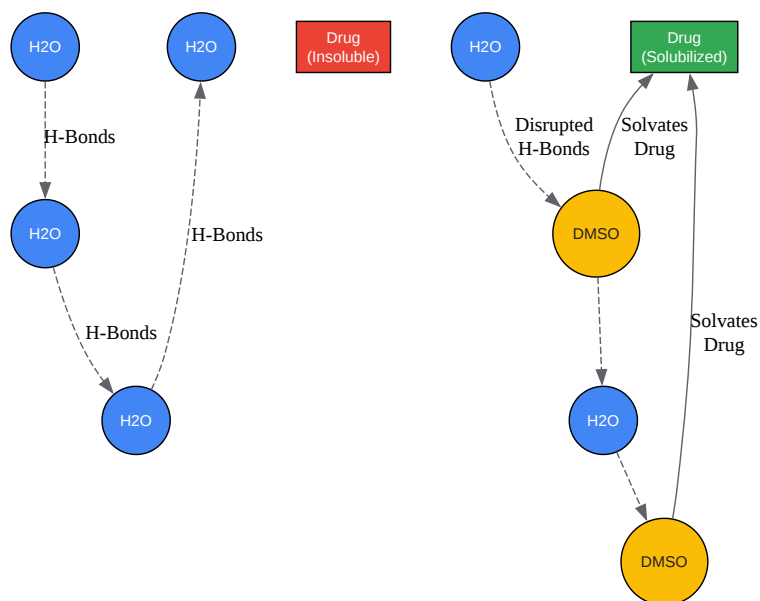 H2O
H2O
Drug
(Insoluble)
H2O
Drug
(Solubilized)
H-Bonds
Disrupted
H-Bonds
Solvates
Drug
H2O
H-Bonds
DMSO
H-Bonds
Solvates
Drug
H2O
H2O
DMSO